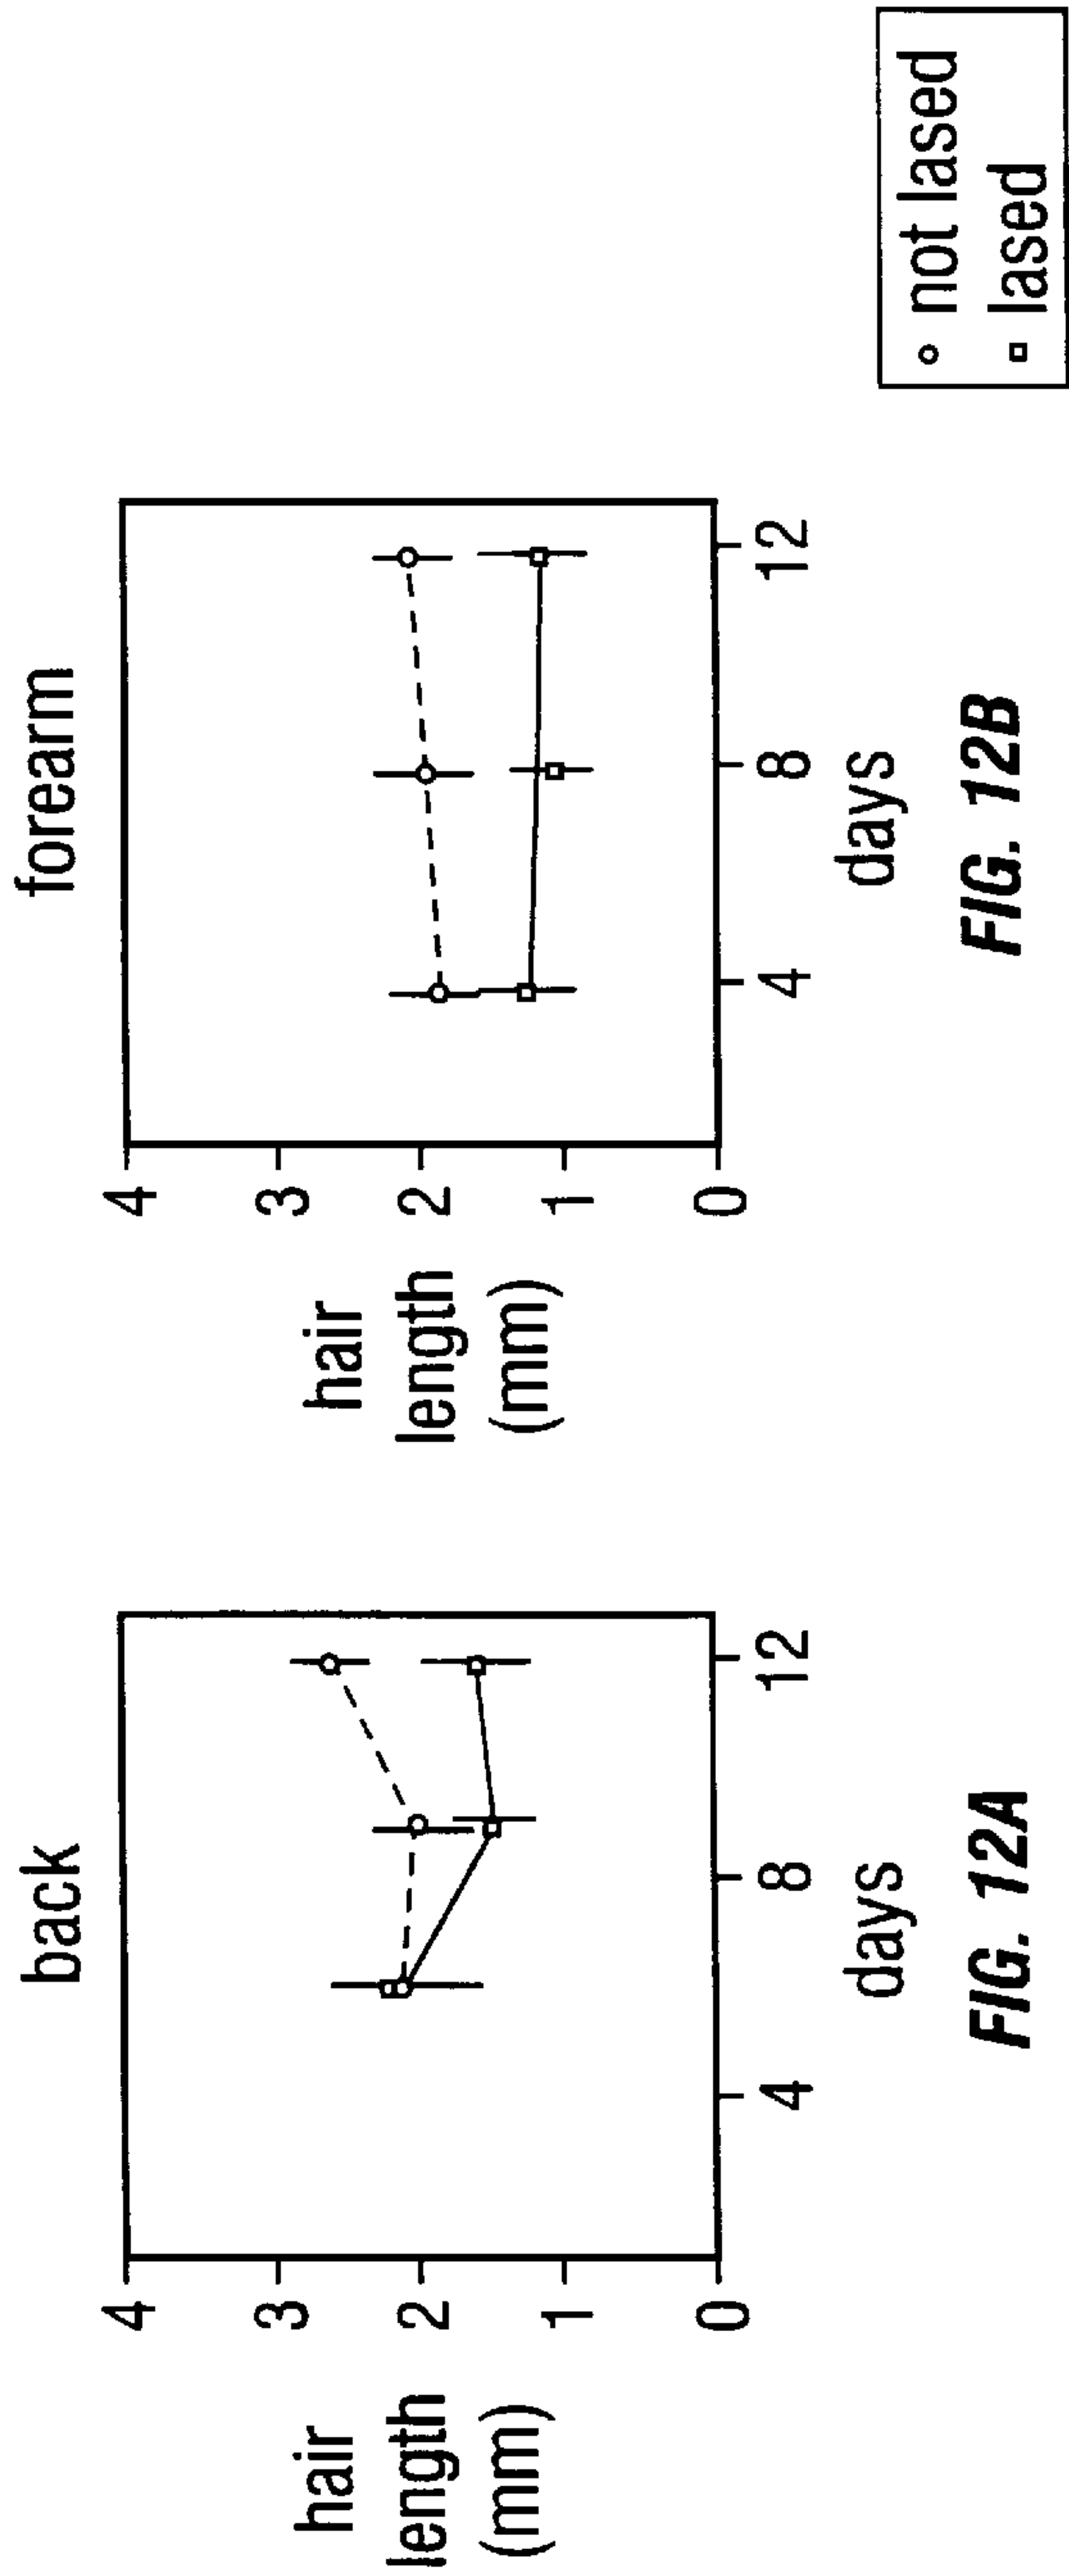 back
hair
length
(mm)
4
3
2
1
0
4
8
12
days
FIG. 12A
forearm
hair
length
(mm)
4
3
2
1
0
4
8
12
days
FIG. 12B
not lased
lased